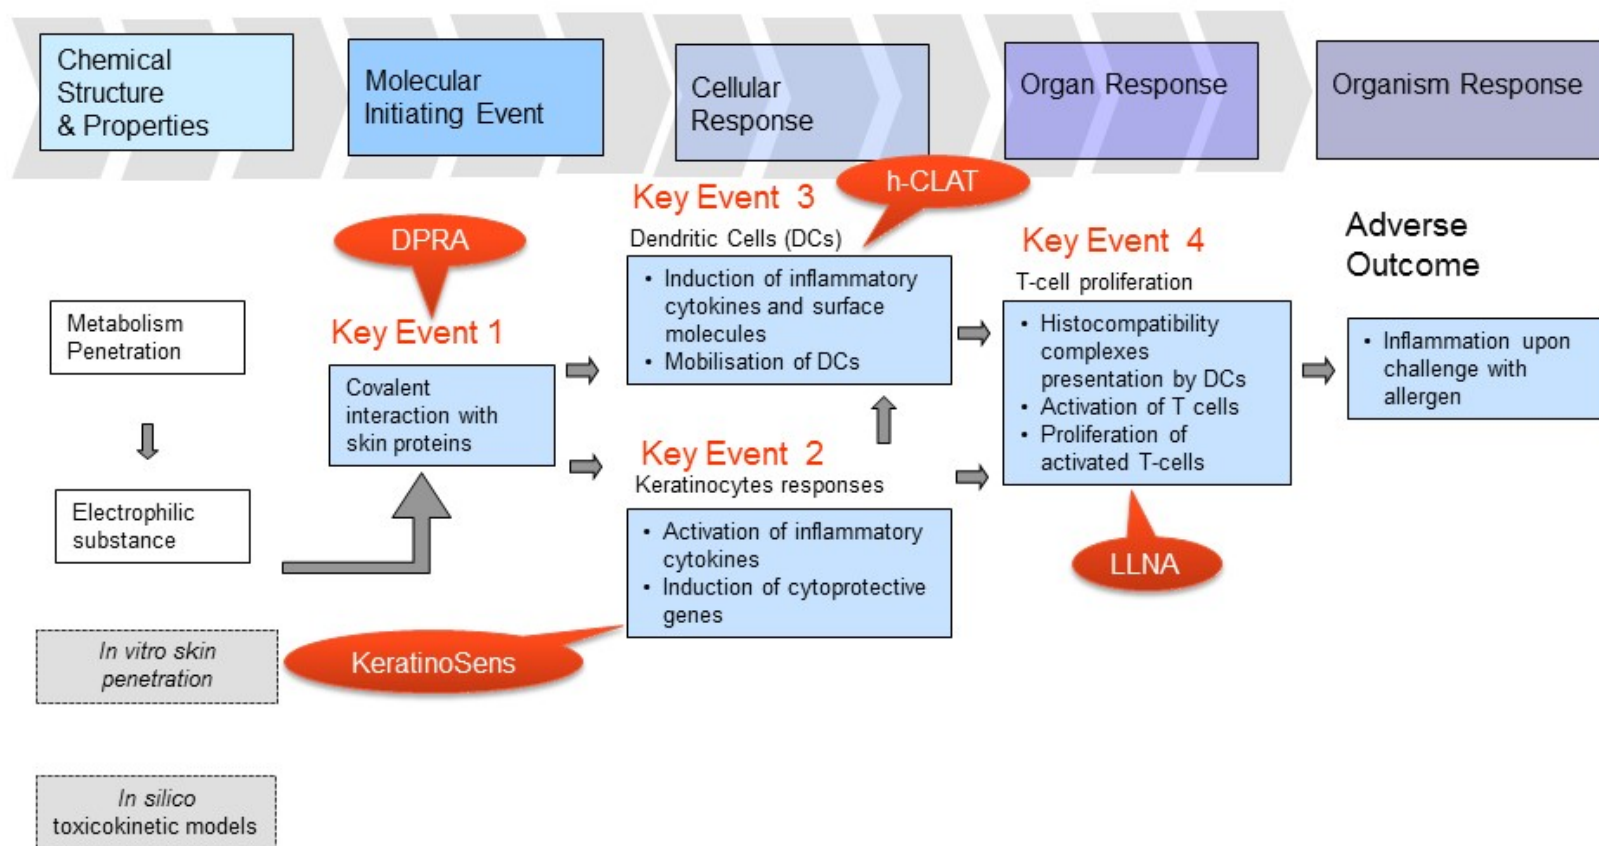 Chemical
Structure
& Properties
Molecular
Initiating Event
Cellular
Response
Organ Response
Organism Response
h-CLAT
Key Event 3
Dendritic Cells (DCs)
• Induction of inflammatory
cytokines and surface
molecules
• Mobilisation of DCs
DPRA
Key Event 1
Covalent
interaction with
skin proteins
Key Event 4
T-cell proliferation
• Histocompatibility
complexes
presentation by DCs
• Activation of T cells
• Proliferation of
activated T-cells
Adverse
Outcome
• Inflammation upon
challenge with
allergen
Metabolism
Penetration
Electrophilic
substance
Key Event 2
Keratinocytes responses
• Activation of inflammatory
cytokines
• Induction of cytoprotective
genes
LLNA
KeratinoSens
In vitro skin
penetration
In silico
toxicokinetic models